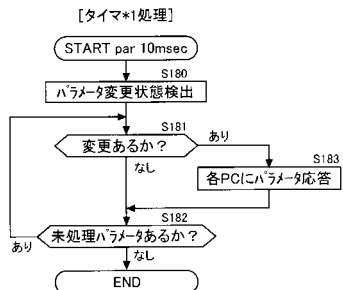 [タイマ*1処理]
START par 10msec
S180
パラメータ変更状態検出
S181
変更あるか?
あり
なし
S183
各PCにパラメータ応答
S182
未処理パラメータあるか?
あり
なし
END